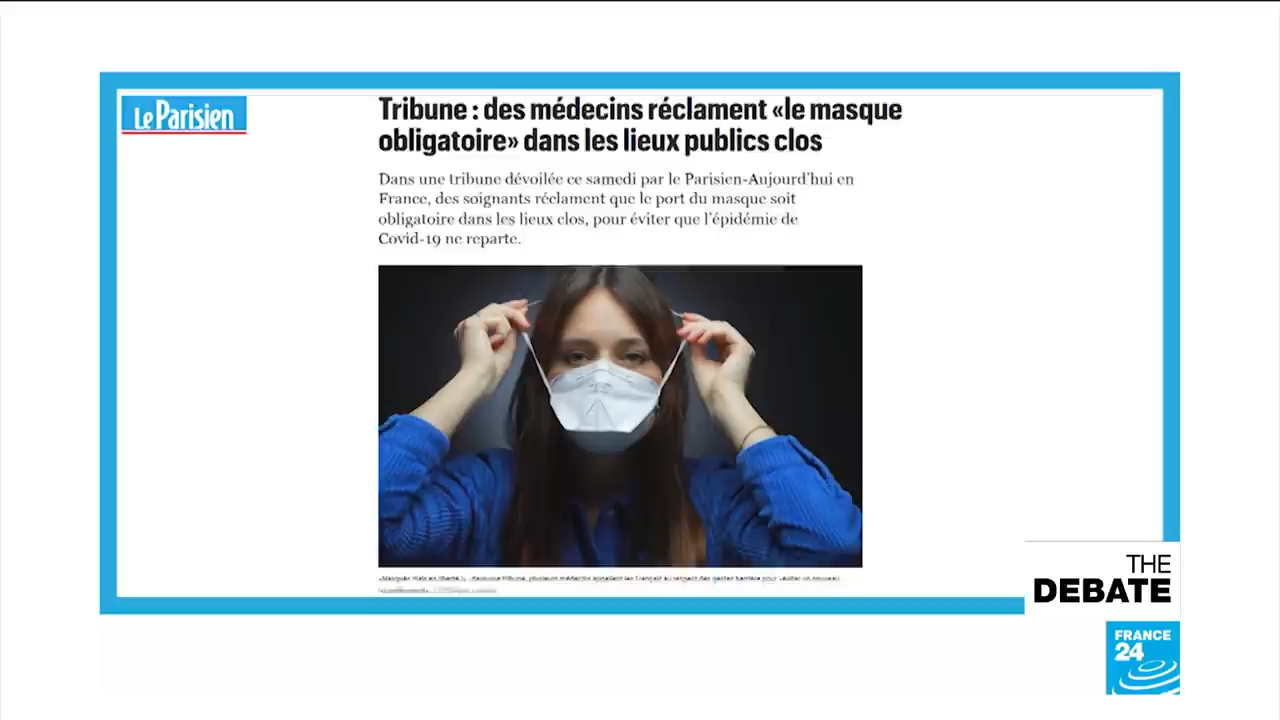 Le Parisien
Tribune : des médecins réclament «le masque
obligatoire» dans les lieux publics clos
Dans une tribune dévoilée ce samedi par le Parisien-Aujourd'hui en
France, des soignants réclament que le port du masque soit
obligatoire dans les lieux clos, pour éviter que l'épidémie de
Covid-19 ne reparte.
THE
DEBATE
FRANCE
24